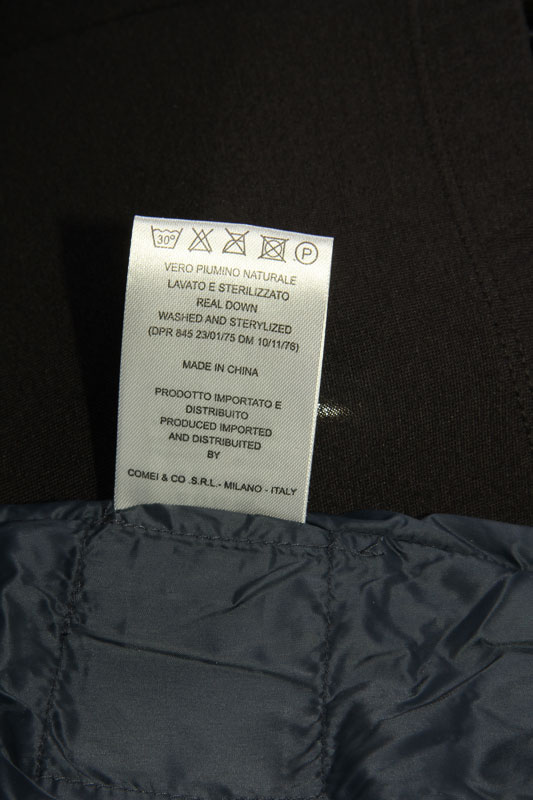 30°
P
VERO PIUMINO NATURALE
LAVATO E STERILIZZATO
REAL DOWN
WASHED AND STERYLIZED
(DPR 845 23/01/75 DM 10/11/76)
MADE IN CHINA
PRODOTTO IMPORTATO E
DISTRIBUITO
PRODUCED IMPORTED
AND DISTRIBUITED
BY
COMEI & CO .S.R.L.- MILANO - ITALY